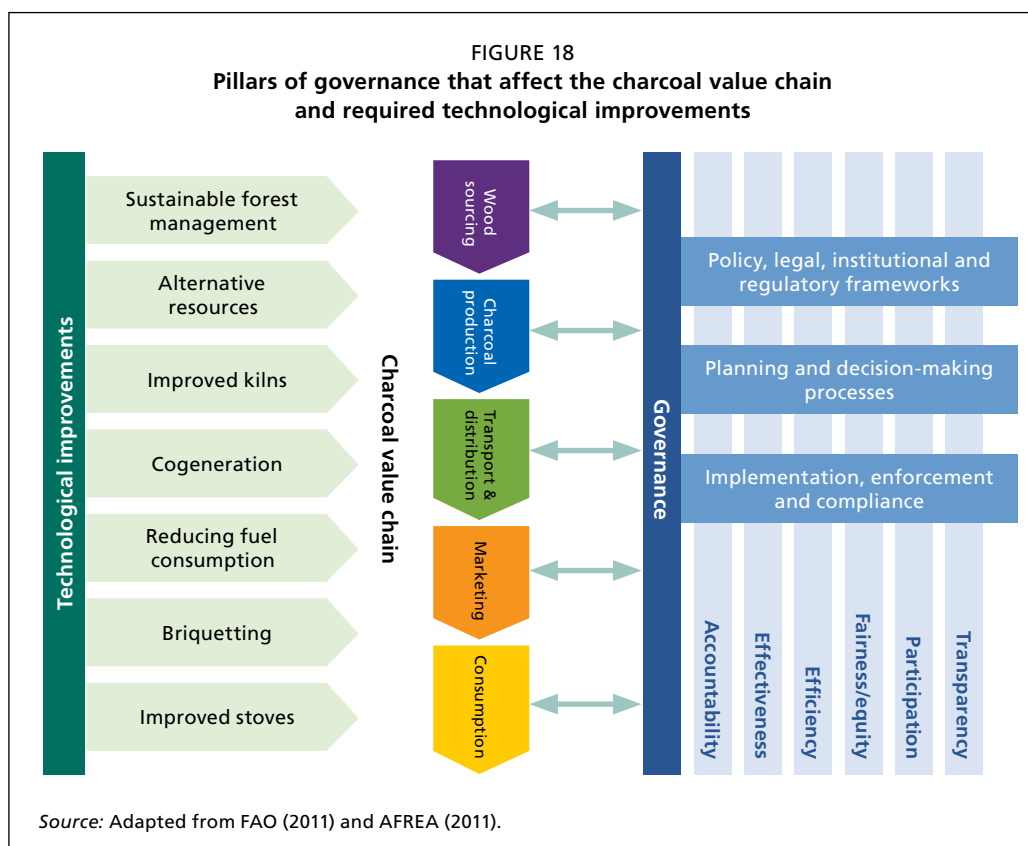 FIGURE 18
Pillars of governance that affect the charcoal value chain
and required technological improvements
Technological improvements
Sustainable forest
management
Alternative
resources
Improved kilns
Cogeneration
Reducing fuel
consumption
Briquetting
Improved stoves
Charcoal value chain
Wood
sourcing
Charcoal
production
Transport &
distribution
Marketing
Consumption
Governance
Policy, legal, institutional and
regulatory frameworks
Planning and decision-making
processes
Implementation, enforcement
and compliance
Accountability
Effectiveness
Efficiency
Fairness/equity
Participation
Transparency
Source: Adapted from FAO (2011) and AFREA (2011).